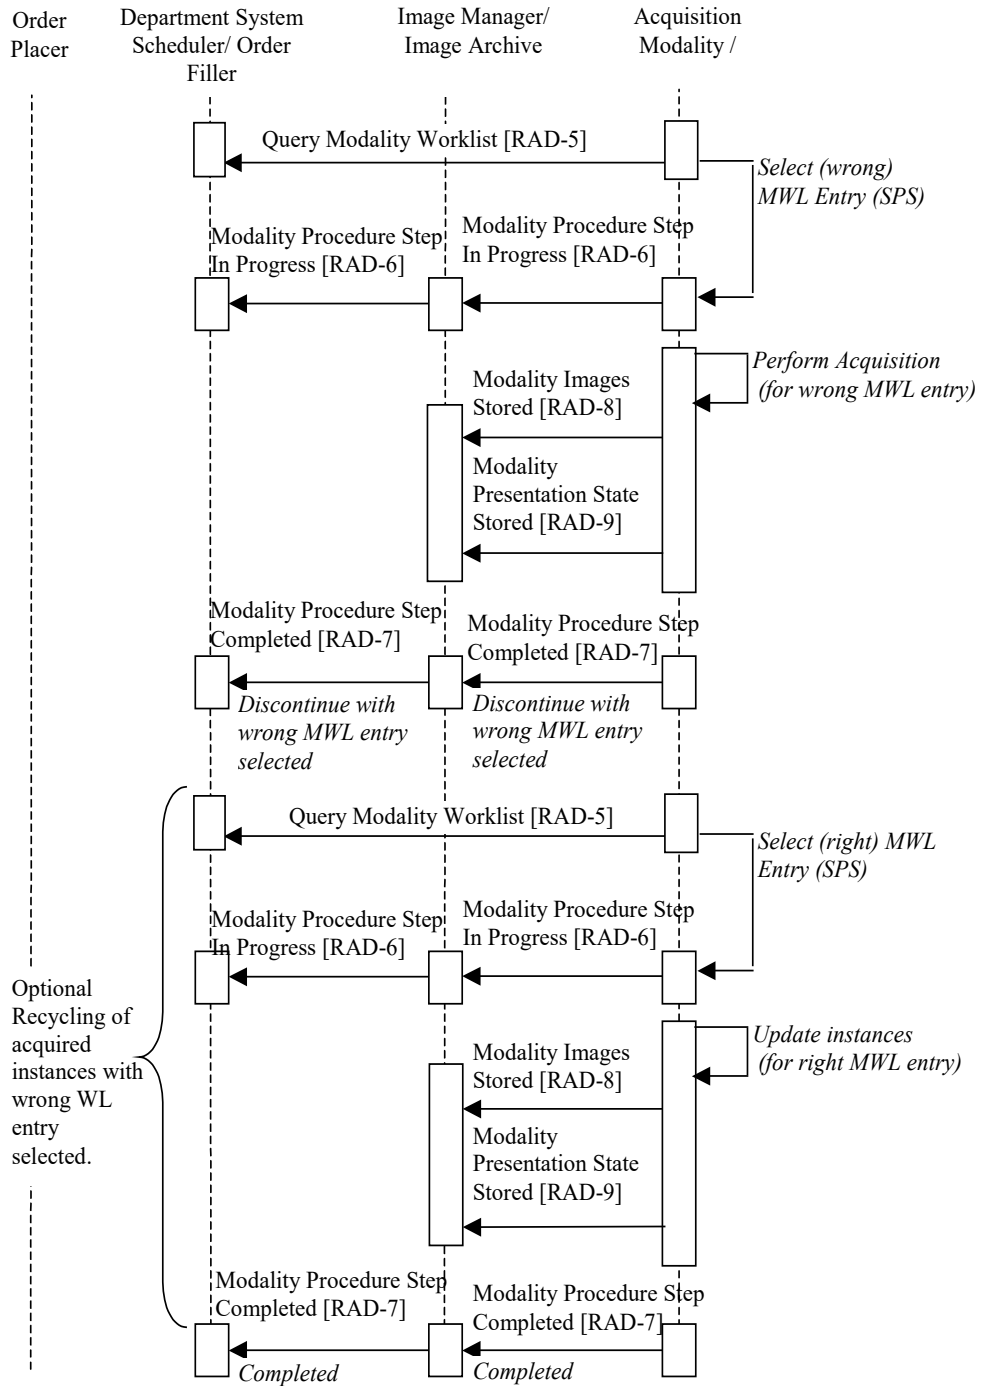 Order
Placer
Department System
Scheduler/ Order
Filler
Image Manager/
Image Archive
Acquisition
Modality /
Query Modality Worklist [RAD-5]
Select (wrong)
MWL Entry (SPS)
Modality Procedure Step
In Progress [RAD-6]
Modality Procedure Step
In Progress [RAD-6]
Perform Acquisition
(for wrong MWL entry)
Modality Images
Stored [RAD-8]
Modality
Presentation State
Stored [RAD-9]
Modality Procedure Step
Completed [RAD-7]
Modality Procedure Step
Completed [RAD-7]
Discontinue with
wrong MWL entry
selected
Discontinue with
wrong MWL entry
selected
Query Modality Worklist [RAD-5]
Select (right) MWL
Entry (SPS)
Modality Procedure Step
In Progress [RAD-6]
Modality Procedure Step
In Progress [RAD-6]
Optional
Recycling of
acquired
instances with
wrong WL
entry
selected.
Update instances
(for right MWL entry)
Modality Images
Stored [RAD-8]
Modality
Presentation State
Stored [RAD-9]
Modality Procedure Step
Completed [RAD-7]
Modality Procedure Step
Completed [RAD-7]
Completed
Completed